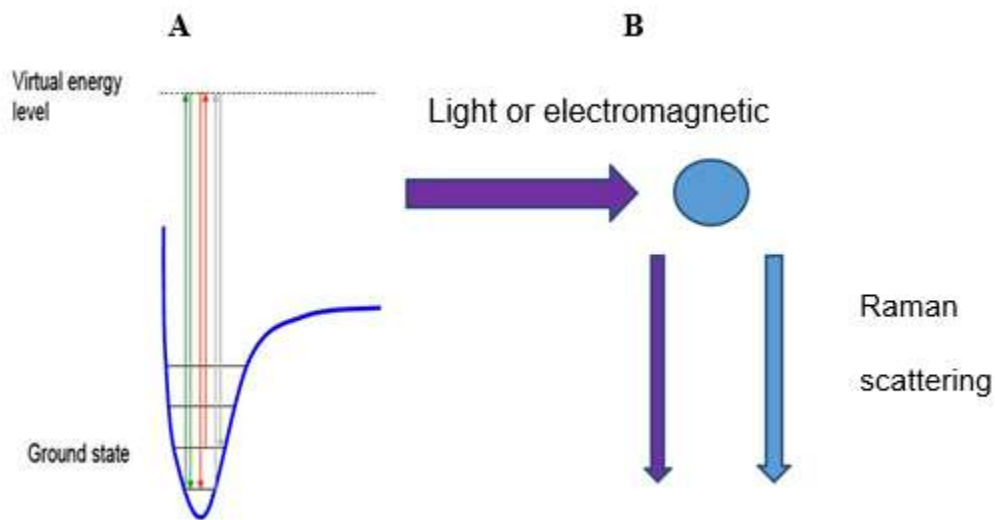 A
B
Virtual energy
level
Light or electromagnetic
Raman
scattering
Ground state